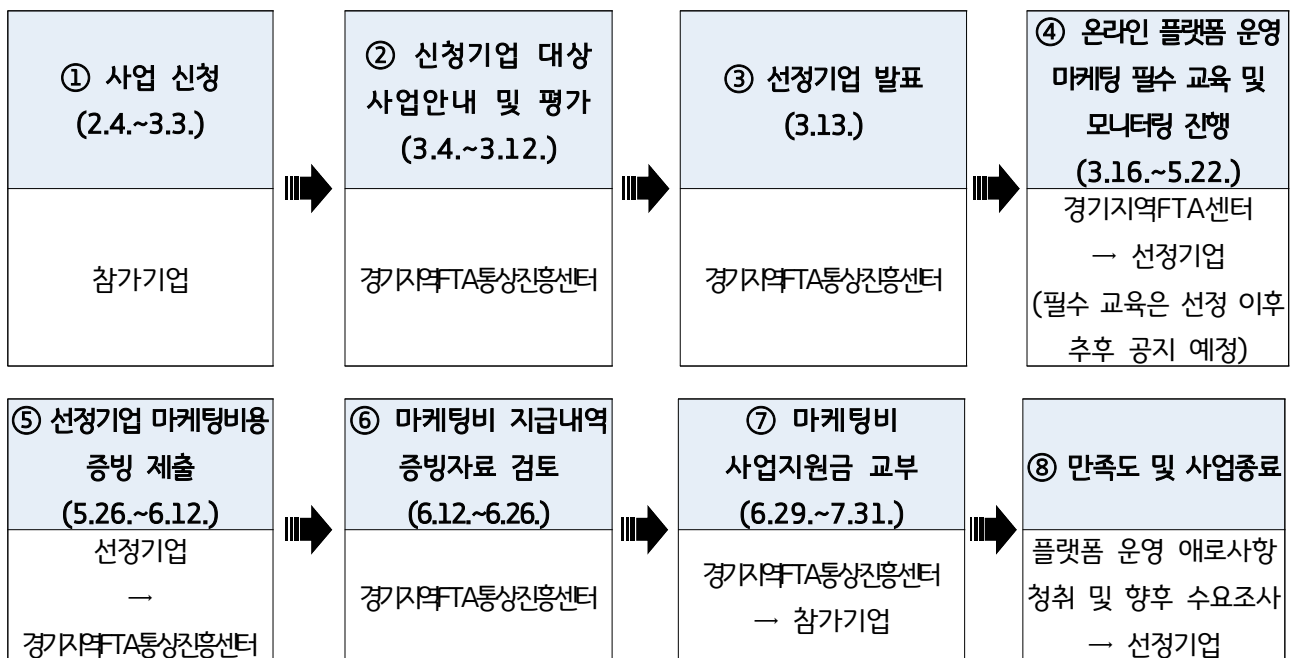 ① 사업 신청
(2.4.~3.3.)
참가기업
② 신청기업 대상
사업안내 및 평가
(3.4.~3.12.)
경기지역FTA통상진흥센터
③ 선정기업 발표
(3.13.)
경기지역FTA통상진흥센터
④ 온라인 플랫폼 운영
마케팅 필수 교육 및
모니터링 진행
(3.16.~5.22.)
경기지역FTA센터
→ 선정기업
(필수 교육은 선정 이후
추후 공지 예정)
⑤ 선정기업 마케팅비용
증빙 제출
(5.26.~6.12.)
선정기업
→
경기지역FTA통상진흥센터
⑥ 마케팅비 지급내역
증빙자료 검토
(6.12.~6.26.)
경기지역FTA통상진흥센터
⑦ 마케팅비
사업지원금 교부
(6.29.~7.31.)
경기지역FTA통상진흥센터
→ 참가기업
⑧ 만족도 및 사업종료
플랫폼 운영 애로사항
청취 및 향후 수요조사
→ 선정기업